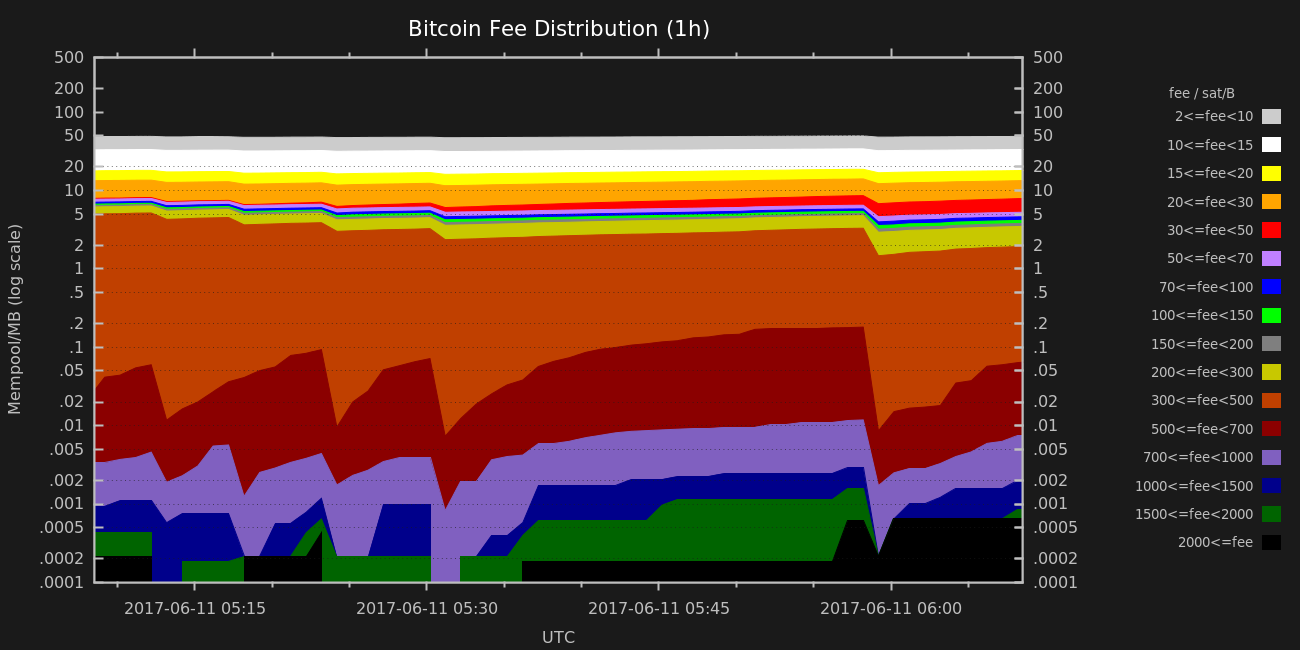 Bitcoin Fee Distribution (1h)
Mempool/MB (log scale)
500
200
100
50
20
10
5
2
1
.5
.2
.1
.05
.02
.01
.005
.002
.001
.0005
.0002
.0001
500
200
100
50
20
10
5
2
1
.5
.2
.1
.05
.02
.01
.005
.002
.001
.0005
.0002
.0001
2017-06-11 05:15
2017-06-11 05:30
2017-06-11 05:45
2017-06-11 06:00
UTC
fee / sat/B
2<=fee<10
10<=fee<15
15<=fee<20
20<=fee<30
30<=fee<50
50<=fee<70
70<=fee<100
100<=fee<150
150<=fee<200
200<=fee<300
300<=fee<500
500<=fee<700
700<=fee<1000
1000<=fee<1500
1500<=fee<2000
2000<=fee